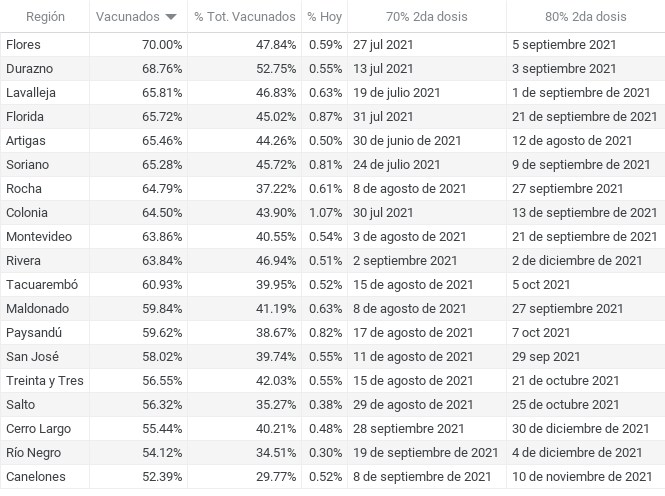 Región Vacunados % Tot. Vacunados % Hoy 70% 2da dosis 80% 2da dosis
Flores 70.00% 47.84% 0.59% 27 jul 2021 5 septiembre 2021
Durazno 68.76% 52.75% 0.55% 13 jul 2021 3 septiembre 2021
Lavalleja 65.81% 46.83% 0.63% 19 de julio 2021 1 de septiembre de 2021
Florida 65.72% 45.02% 0.87% 31 jul 2021 21 de septiembre de 2021
Artigas 65.46% 44.26% 0.50% 30 de junio de 2021 12 de agosto de 2021
Soriano 65.28% 45.72% 0.81% 24 de julio 2021 9 de septiembre de 2021
Rocha 64.79% 37.22% 0.61% 8 de agosto de 2021 27 septiembre 2021
Colonia 64.50% 43.90% 1.07% 30 jul 2021 13 de septiembre de 2021
Montevideo 63.86% 40.55% 0.54% 3 de agosto de 2021 21 de septiembre de 2021
Rivera 63.84% 46.94% 0.51% 2 septiembre 2021 2 de diciembre de 2021
Tacuarembó 60.93% 39.95% 0.52% 15 de agosto de 2021 5 oct 2021
Maldonado 59.84% 41.19% 0.63% 8 de agosto de 2021 27 septiembre 2021
Paysandú 59.62% 38.67% 0.82% 17 de agosto de 2021 7 oct 2021
San José 58.02% 39.74% 0.55% 11 de agosto de 2021 29 sep 2021
Treinta y Tres 56.55% 42.03% 0.55% 15 de agosto de 2021 21 de octubre 2021
Salto 56.32% 35.27% 0.38% 29 de agosto de 2021 25 de octubre 2021
Cerro Largo 55.44% 40.21% 0.48% 28 septiembre 2021 30 de diciembre de 2021
Río Negro 54.12% 34.51% 0.30% 19 de septiembre de 2021 4 de diciembre de 2021
Canelones 52.39% 29.77% 0.52% 8 de septiembre de 2021 10 de noviembre de 2021